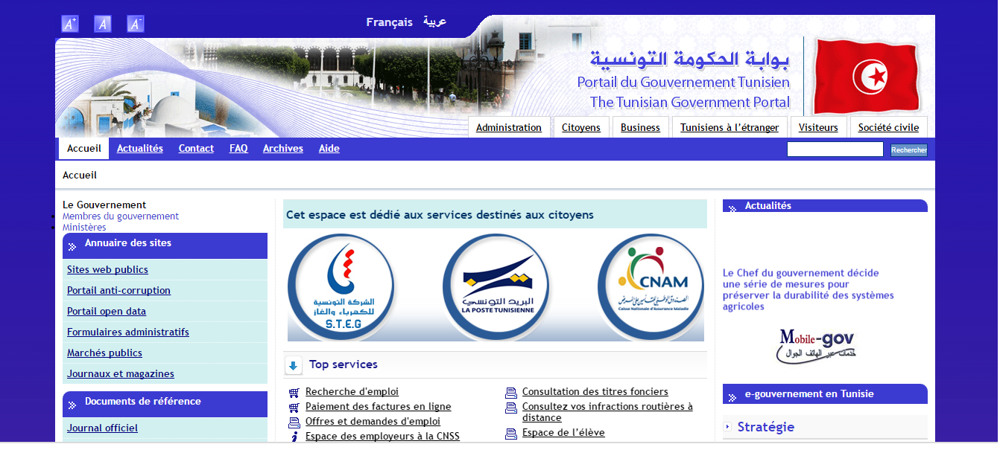 A+ A A-
Français عربية
بوابة الحكومة التونسية
Portail du Gouvernement Tunisien
The Tunisian Government Portal
Administration Citoyens Business Tunisiens à l'étranger Visiteurs Société civile
Accueil Actualités Contact FAQ Archives Aide Rechercher
Accueil
Le Gouvernement
Membres du gouvernement
Ministères
Annuaire des sites
Sites web publics
Portail anti-corruption
Portail open data
Formulaires administratifs
Marchés publics
Journaux et magazines
Documents de référence
Journal officiel
Cet espace est dédié aux services destinés aux citoyens
الشركة التونسية
للكهرباء والغاز
S.T.E.G
البريد التونسي
LA POSTE TUNISIENNE
CNAM
الصندوق الوطني للتأمين على المرض
Caisse Nationale d'Assurance Maladie
Top services
Recherche d'emploi
Paiement des factures en ligne
Offres et demandes d'emploi
Espace des employeurs à la CNSS
Consultation des titres fonciers
Consultez vos infractions routières à
distance
Espace de l'élève
Actualités
Le Chef du gouvernement décide
une série de mesures pour
préserver la durabilité des systèmes
agricoles
Mobile-gov
خدمات عبر الهاتف الجوال
e-gouvernement en Tunisie
Stratégie